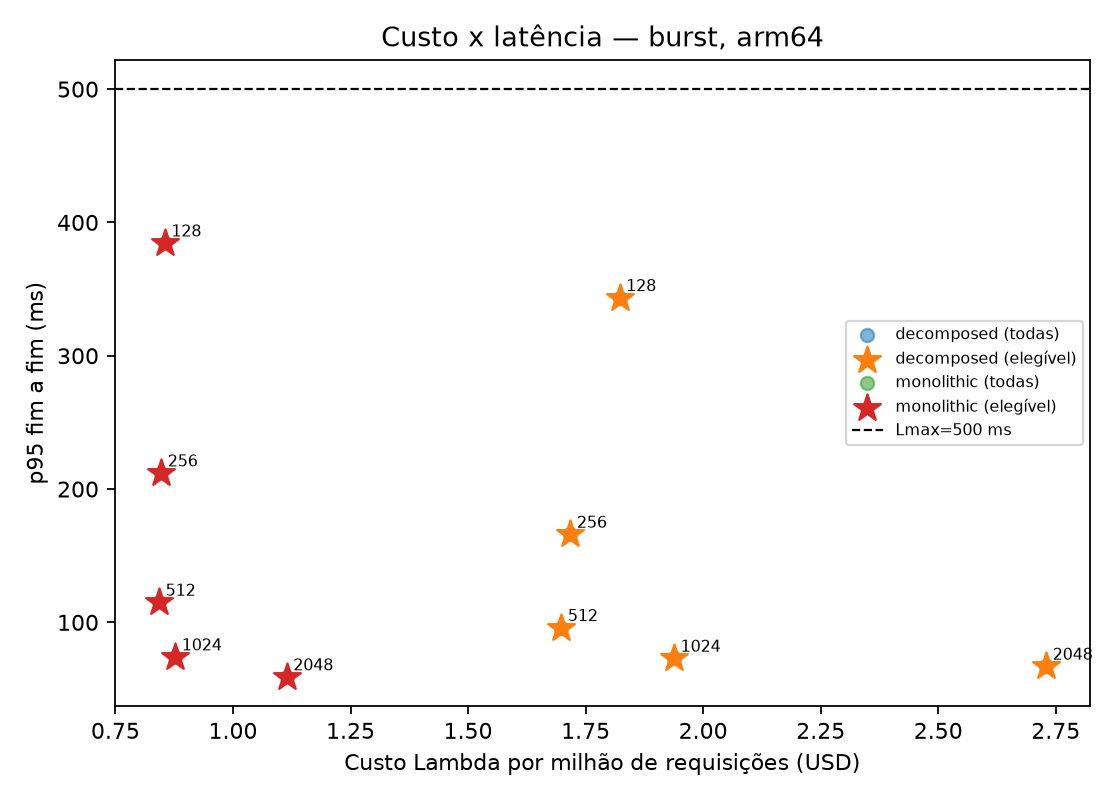 Custo x latência — burst, arm64
500
400
300
200
100
p95 fim a fim (ms)
128
128
256
256
512
512
1024
1024
2048
2048
decomposed (todas)
decomposed (elegível)
monolithic (todas)
monolithic (elegível)
Lmax=500 ms
0.75 1.00 1.25 1.50 1.75 2.00 2.25 2.50 2.75
Custo Lambda por milhão de requisições (USD)